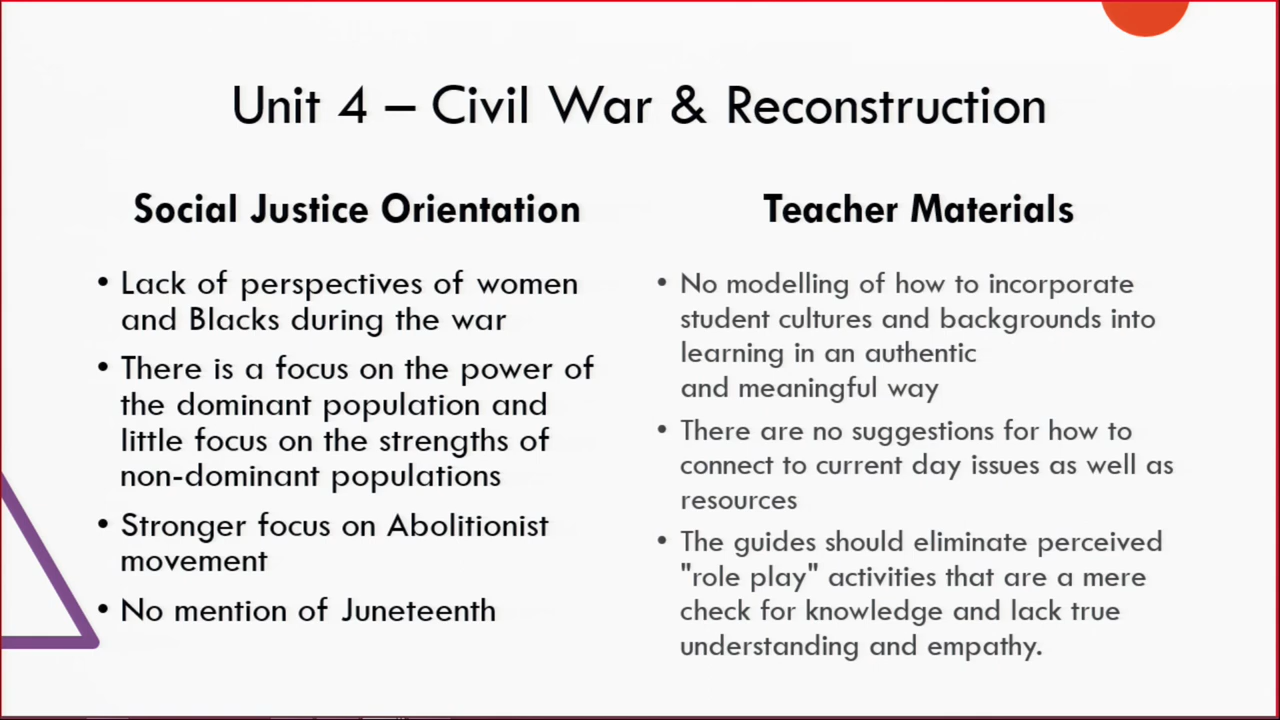 Unit 4 – Civil War & Reconstruction
Social Justice Orientation
• Lack of perspectives of women
and Blacks during the war
• There is a focus on the power of
the dominant population and
little focus on the strengths of
non-dominant populations
• Stronger focus on Abolitionist
movement
• No mention of Juneteenth
Teacher Materials
• No modelling of how to incorporate
student cultures and backgrounds into
learning in an authentic
and meaningful way
• There are no suggestions for how to
connect to current day issues as well as
resources
• The guides should eliminate perceived
"role play" activities that are a mere
check for knowledge and lack true
understanding and empathy.